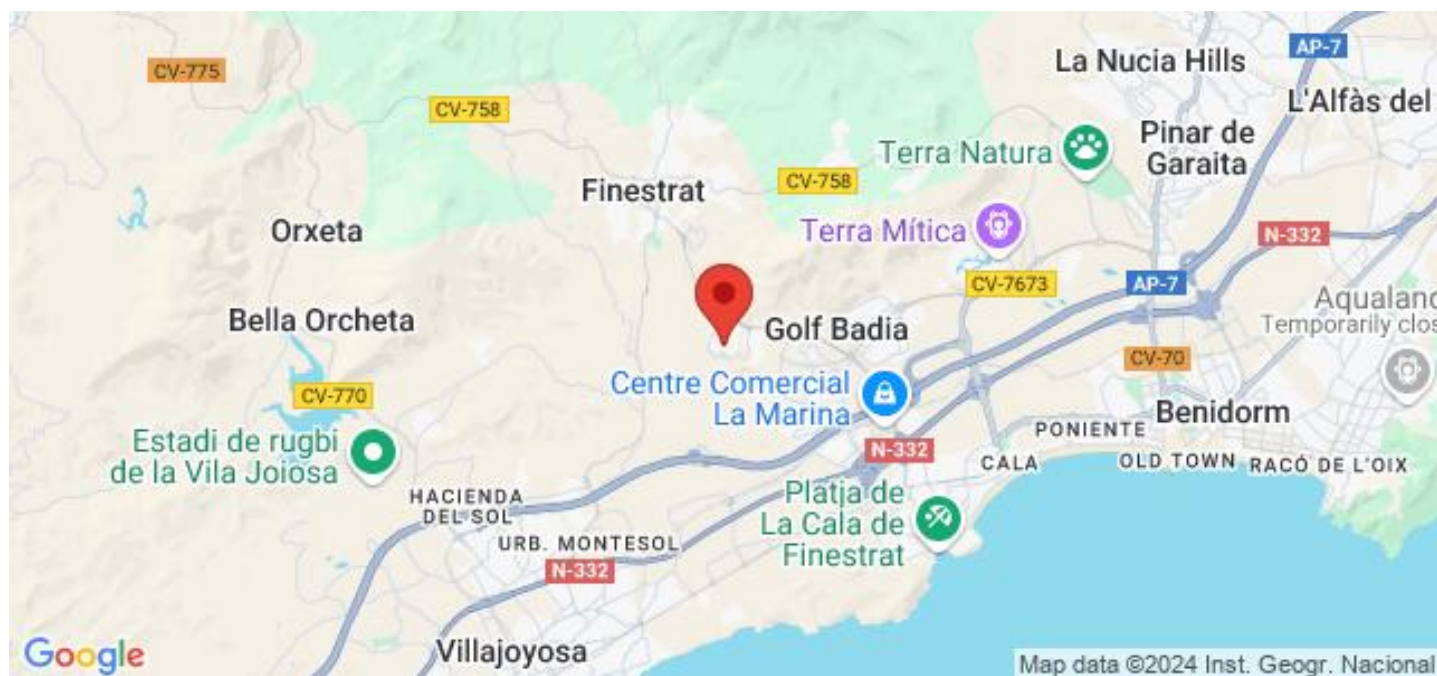 La Nucia Hills
AP-7
CV-775
CV-758
L'Alfàs del
Pinar de
Garaita
Terra Natura
Finestrat
CV-758
Orxeta
Terra Mítica
N-332
CV-7673
AP-7
Bella Orcheta
Golf Badia
Aqualand
Temporarily clos
CV-70
Centre Comercial
La Marina
CV-770
Benidorm
PONIENTE
Estadi de rugbi
de la Vila Joiosa
N-332
CALA
OLD TOWN
RACÓ DE L'OIX
HACIENDA
DEL SOL
Platja de
La Cala de
Finestrat
URB. MONTESOL
N-332
Villajoyosa
Google
Map data ©2024 Inst. Geogr. Nacional